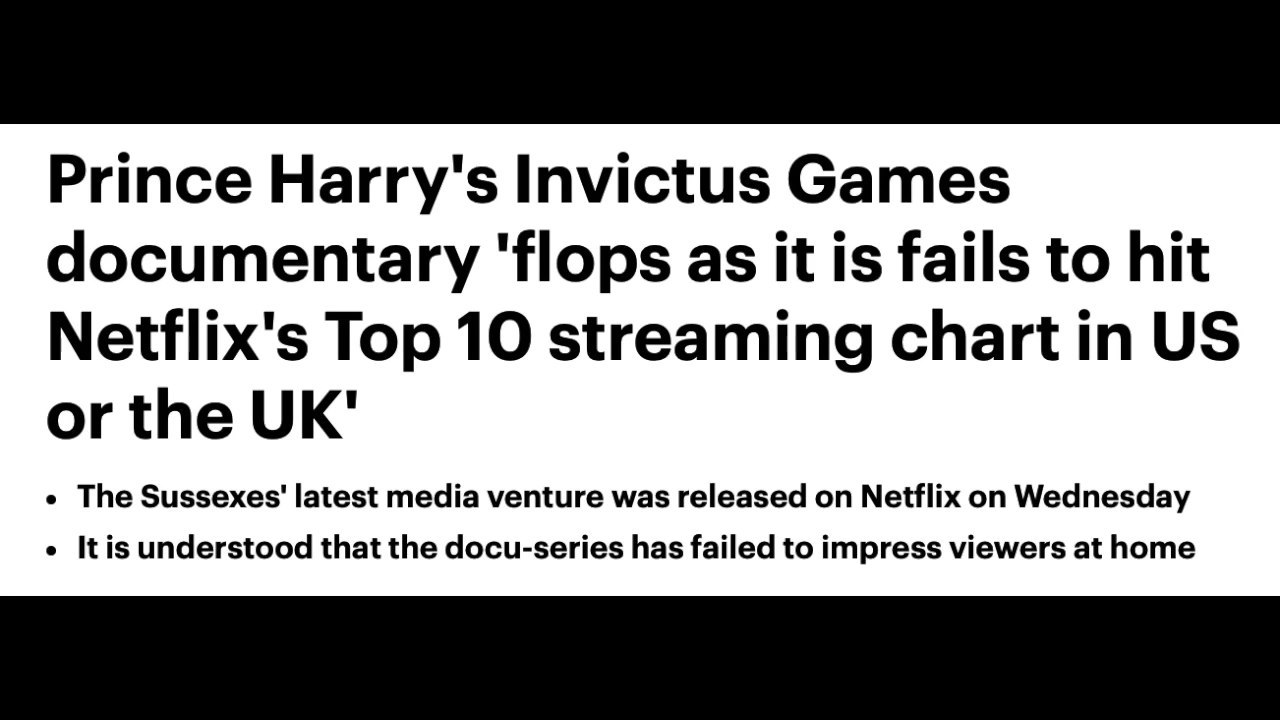 Prince Harry's Invictus Games
documentary 'flops as it is fails to hit
Netflix's Top 10 streaming chart in US
or the UK'
• The Sussexes' latest media venture was released on Netflix on Wednesday
• It is understood that the docu-series has failed to impress viewers at home